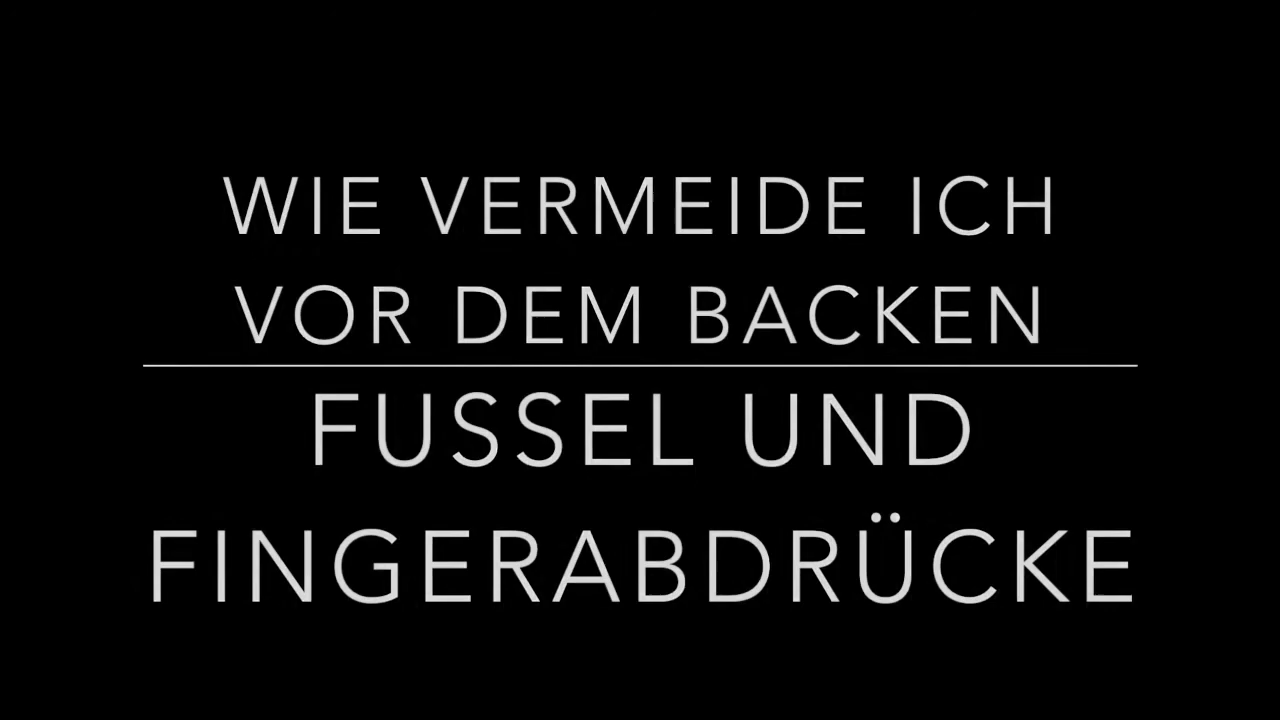 WIE VERMEIDE ICH
VOR DEM BACKEN
FUSSEL UND
FINGERABDRÜCKE